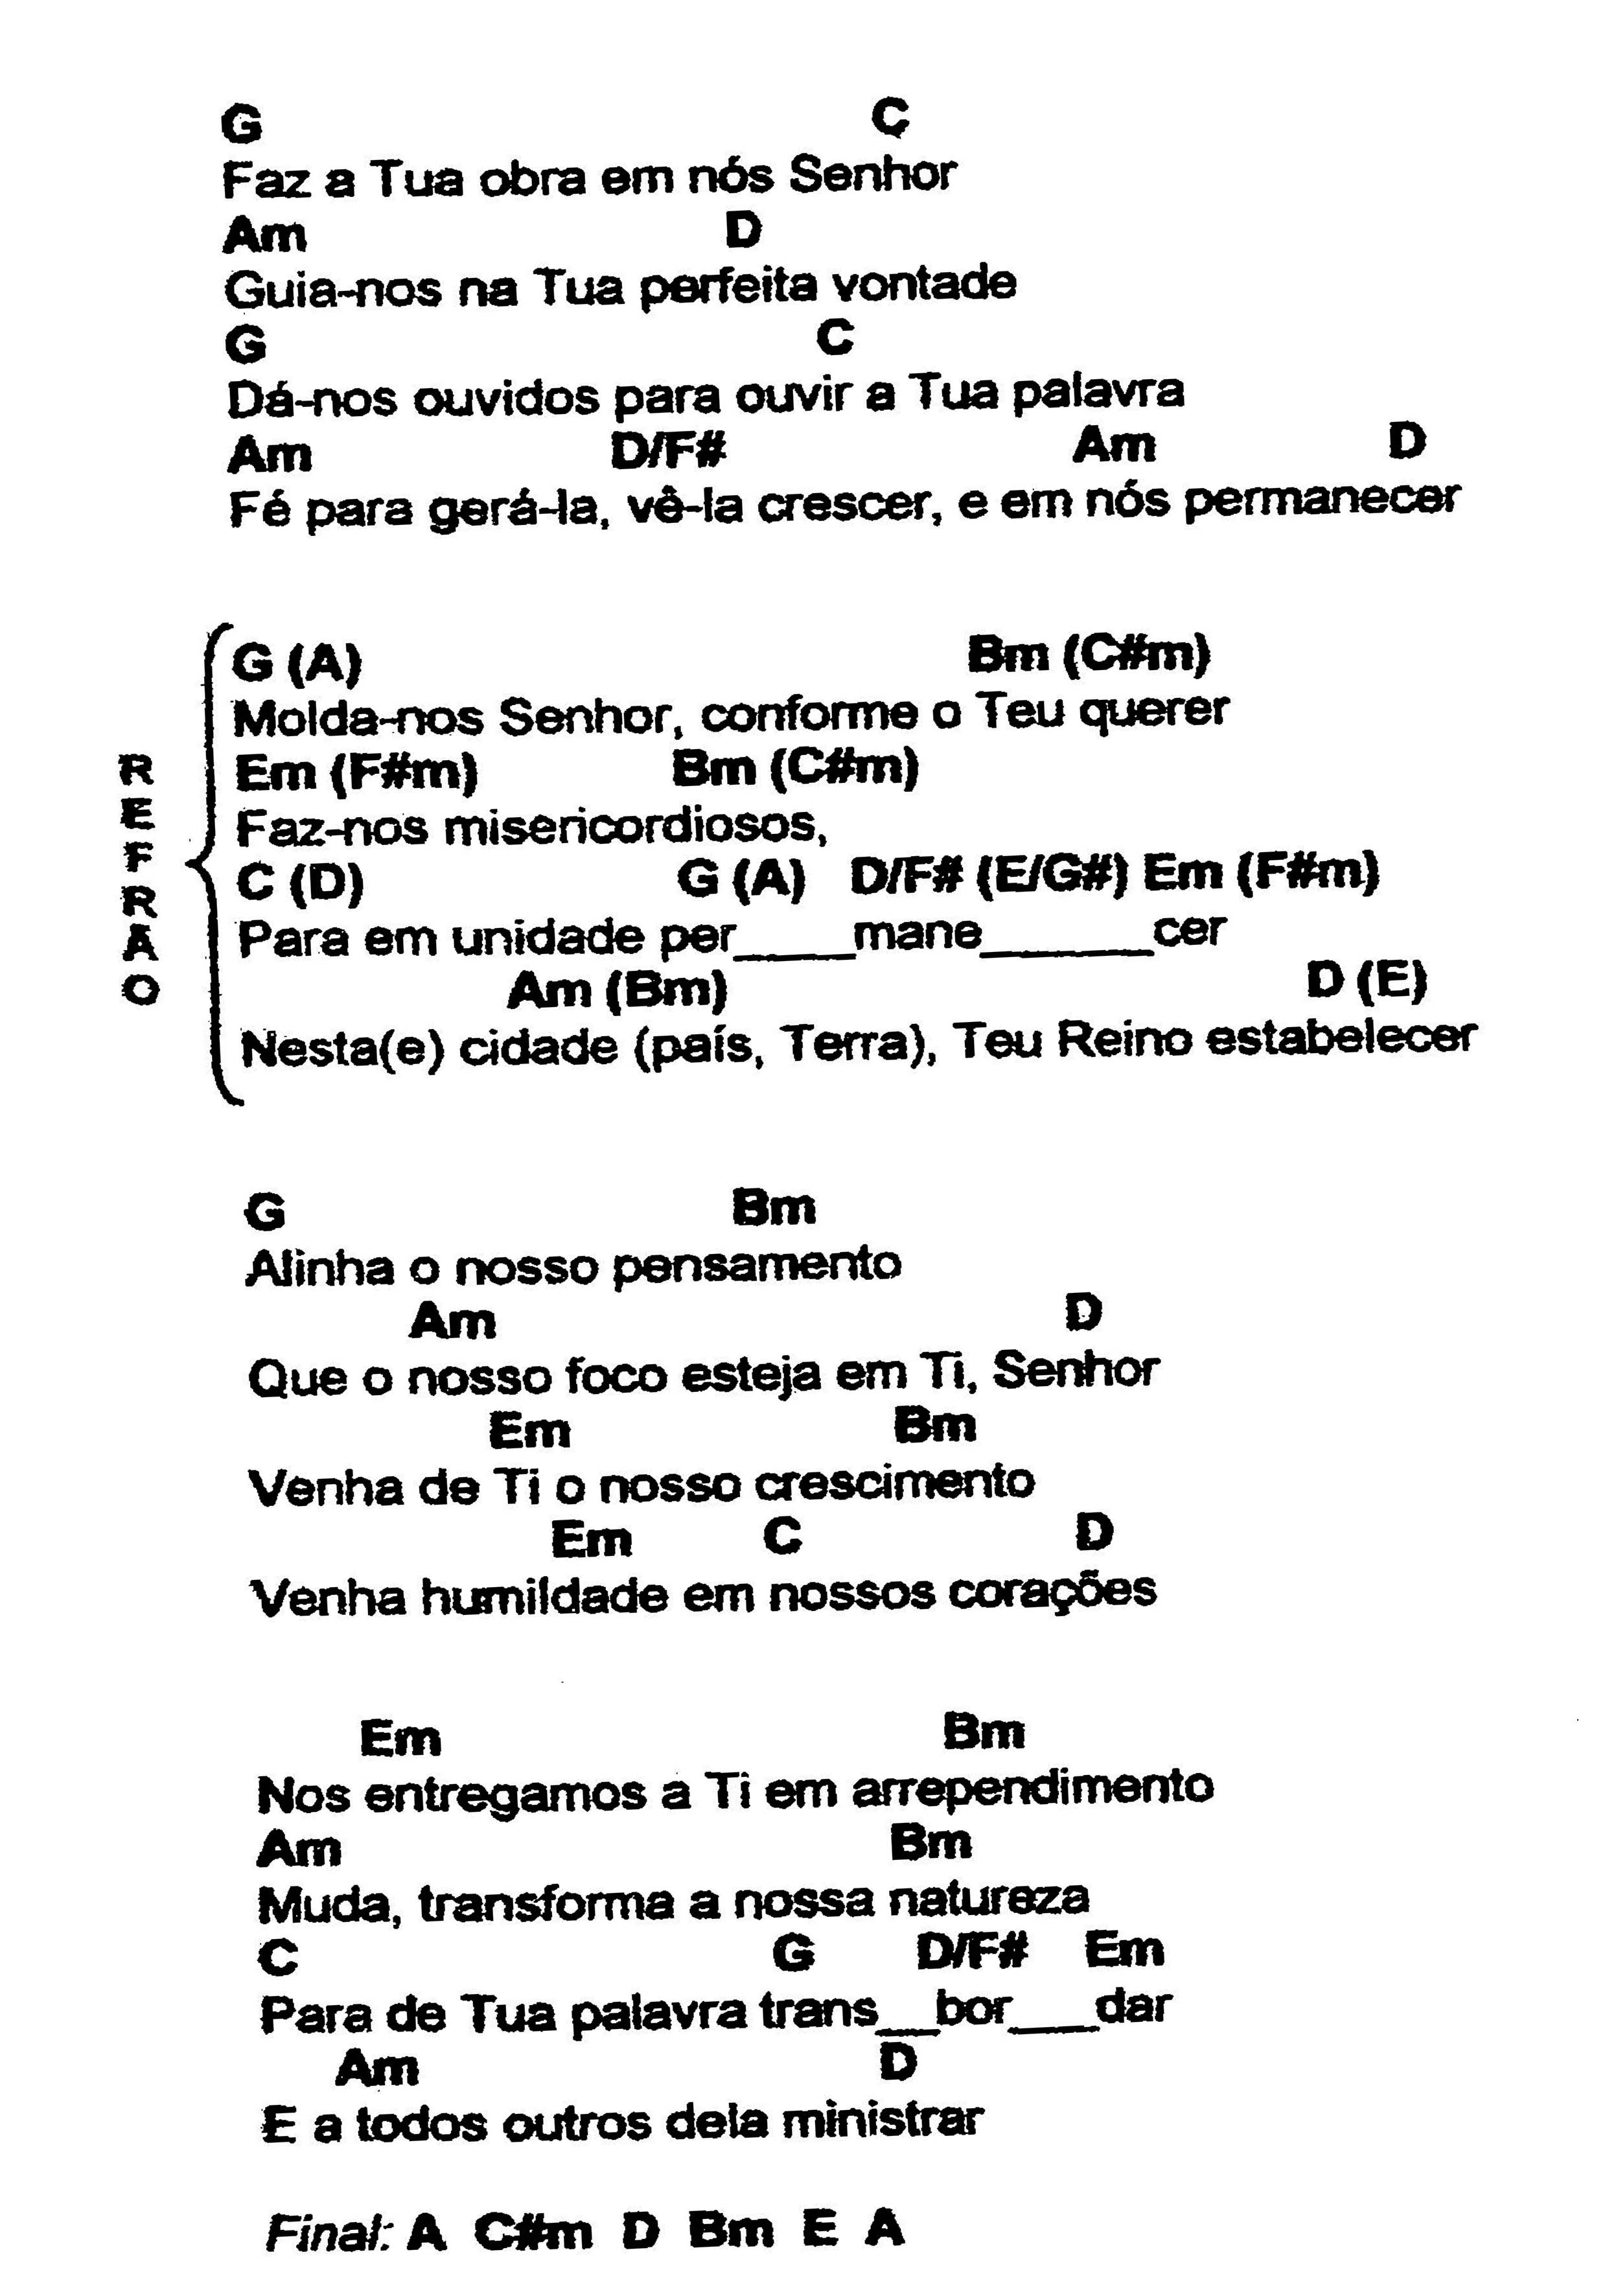 G C
Faz a Tua obra em nós Senhor
Am D
Guia-nos na Tua perfeita vontade
G C
Dá-nos ouvidos para ouvir a Tua palavra
Am D/F# Am D
Fé para gerá-la, vê-la crescer, e em nós permanecer
REFRÃO
G (A) Bm (C#m)
Molda-nos Senhor, conforme o Teu querer
Em (F#m) Bm (C#m)
Faz-nos misericordiosos,
C (D) G (A) D/F# (E/G#) Em (F#m)
Para em unidade per____mane______cer
Am (Bm) D (E)
Nesta(e) cidade (país, Terra), Teu Reino estabelecer
G Bm
Alinha o nosso pensamento
Am D
Que o nosso foco esteja em Ti, Senhor
Em Bm
Venha de Ti o nosso crescimento
Em C D
Venha humildade em nossos corações
Em Bm
Nos entregamos a Ti em arrependimento
Am Bm
Muda, transforma a nossa natureza
C G D/F# Em
Para de Tua palavra trans__bor___dar
Am D
E a todos outros dela ministrar
Final: A C#m D Bm E A